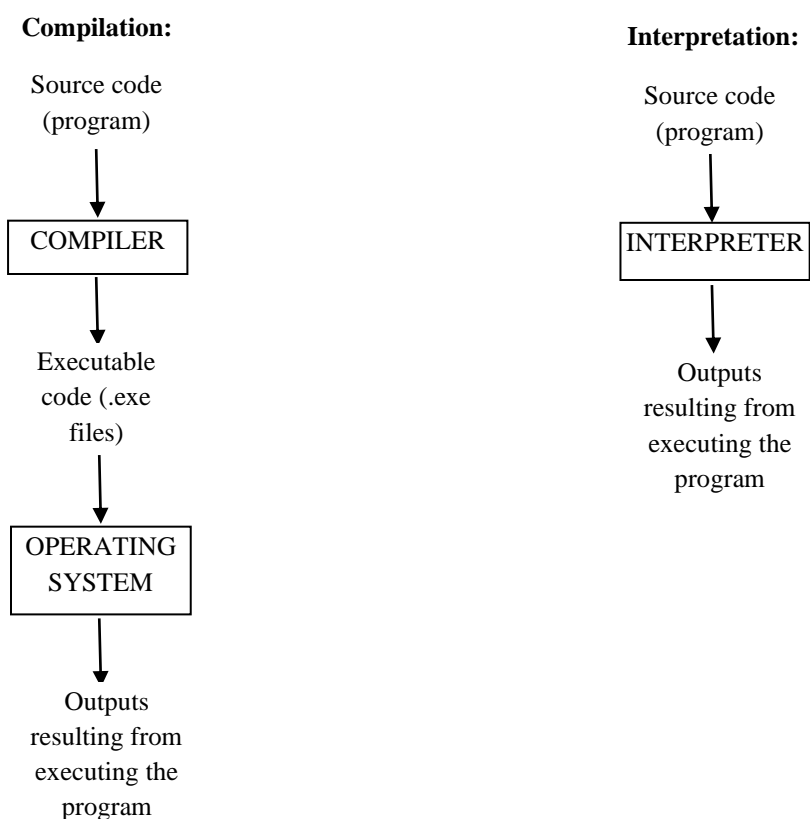 Compilation:
Source code
(program)
COMPILER
Executable
code (.exe
files)
OPERATING
SYSTEM
Outputs
resulting from
executing the
program
Interpretation:
Source code
(program)
INTERPRETER
Outputs
resulting from
executing the
program